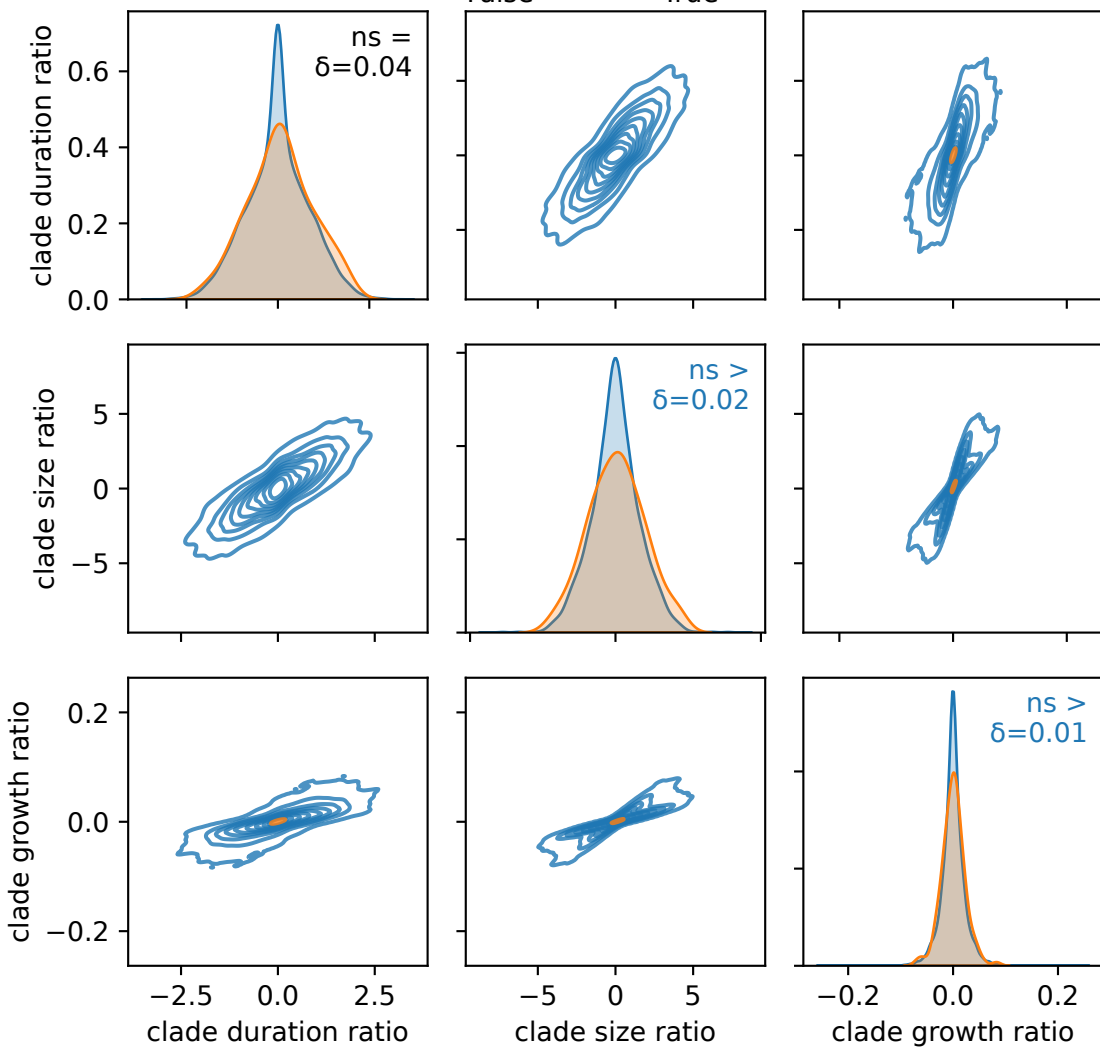 ns =
δ=0.04
clade duration ratio
0.6
0.4
0.2
0.0
ns >
δ=0.02
clade size ratio
5
0
−5
ns >
δ=0.01
clade growth ratio
0.2
0.0
−0.2
−2.5 0.0 2.5
−5 0 5
−0.2 0.0 0.2
clade duration ratio
clade size ratio
clade growth ratio